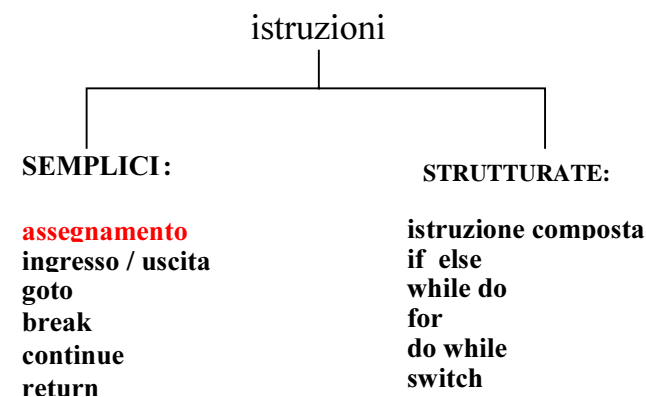 istruzioni
SEMPLICI:
assegnamento
ingresso / uscita
goto
break
continue
return
STRUTTURATE:
istruzione composta
if else
while do
for
do while
switch